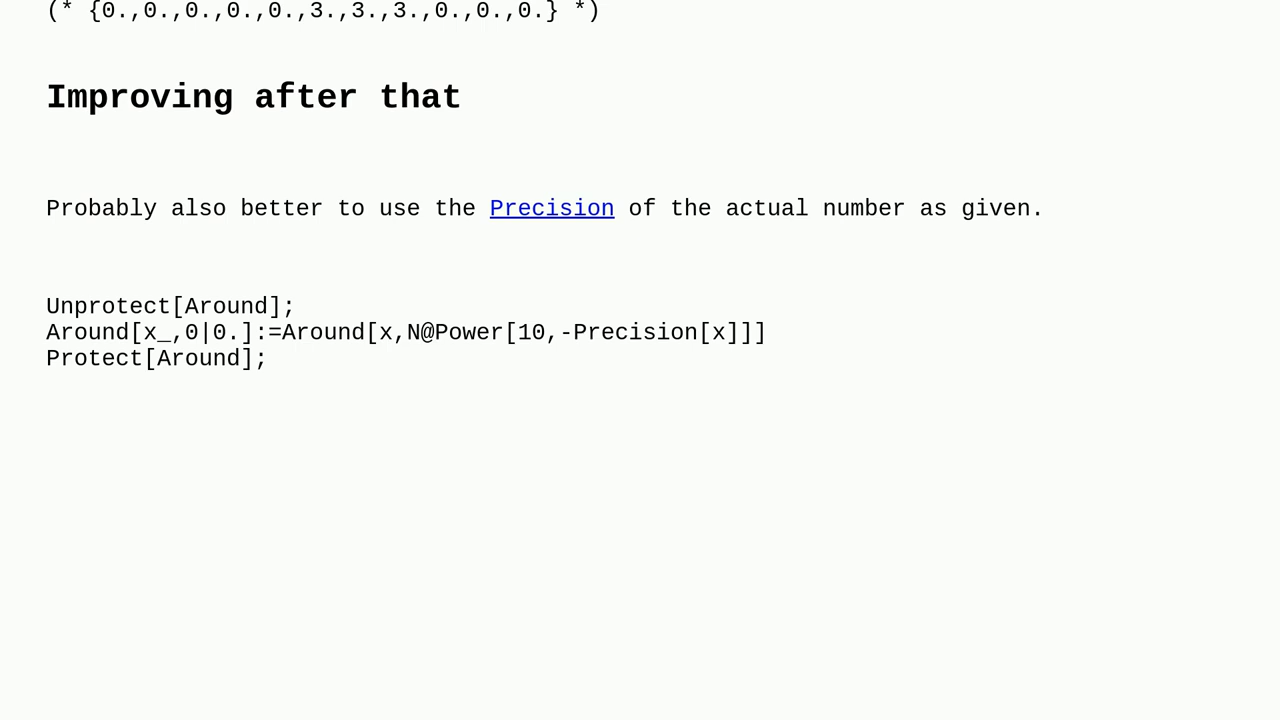 (* {0.,0.,0.,0.,0.,3.,3.,3.,0.,0.,0.} *)
Improving after that
Probably also better to use the Precision of the actual number as given.
Unprotect[Around];
Around[x_,0|0.]:=Around[x,N@Power[10,-Precision[x]]]
Protect[Around];